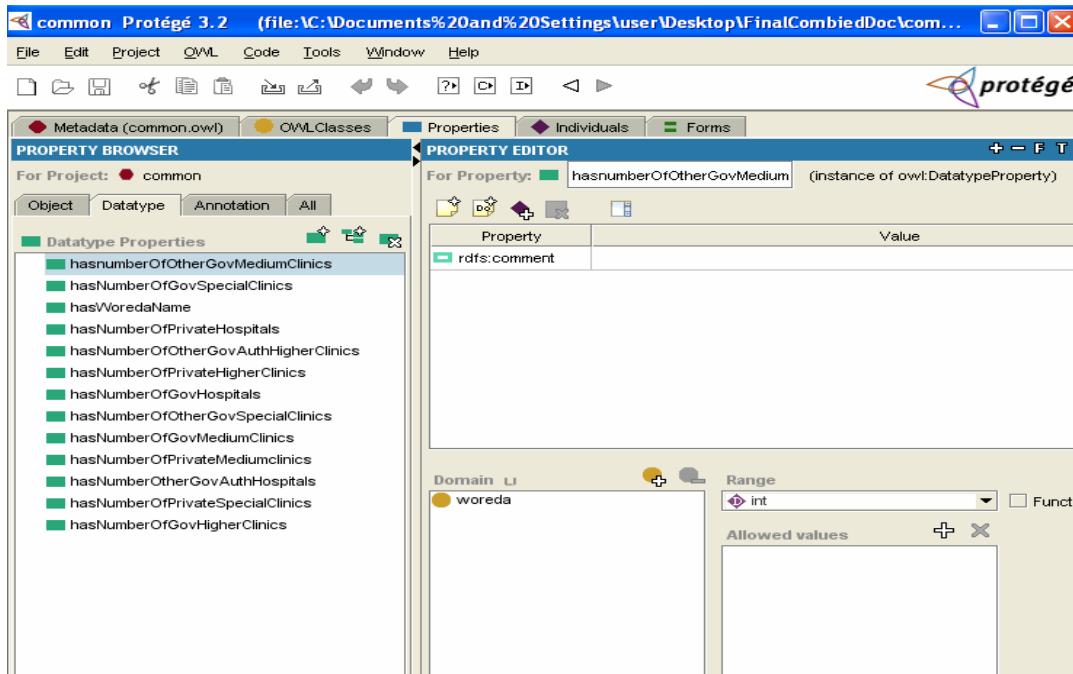 common Protégé 3.2 (file:\C:\Documents%20and%20Settings\user\Desktop\FinalCombiedDoc\com...
File Edit Project OWL Code Tools Window Help
protégé
Metadata (common.owl) OWLClasses Properties Individuals Forms
PROPERTY BROWSER
For Project: common
Object Datatype Annotation All
Datatype Properties
hasnumberOfOtherGovMediumClinics
hasNumberOfGovSpecialClinics
hasWoredaName
hasNumberOfPrivateHospitals
hasNumberOfOtherGovAuthHigherClinics
hasNumberOfPrivateHigherClinics
hasNumberOfGovHospitals
hasNumberOfOtherGovSpecialClinics
hasNumberOfGovMediumClinics
hasNumberOfPrivateMediumclinics
hasNumberOtherGovAuthHospitals
hasNumberOfPrivateSpecialClinics
hasNumberOfGovHigherClinics
PROPERTY EDITOR
F T
For Property: hasnumberOfOtherGovMedium (instance of owl:DatatypeProperty)
Property Value
rdfs:comment
Domain
woreda
Range
int
Funct
Allowed values